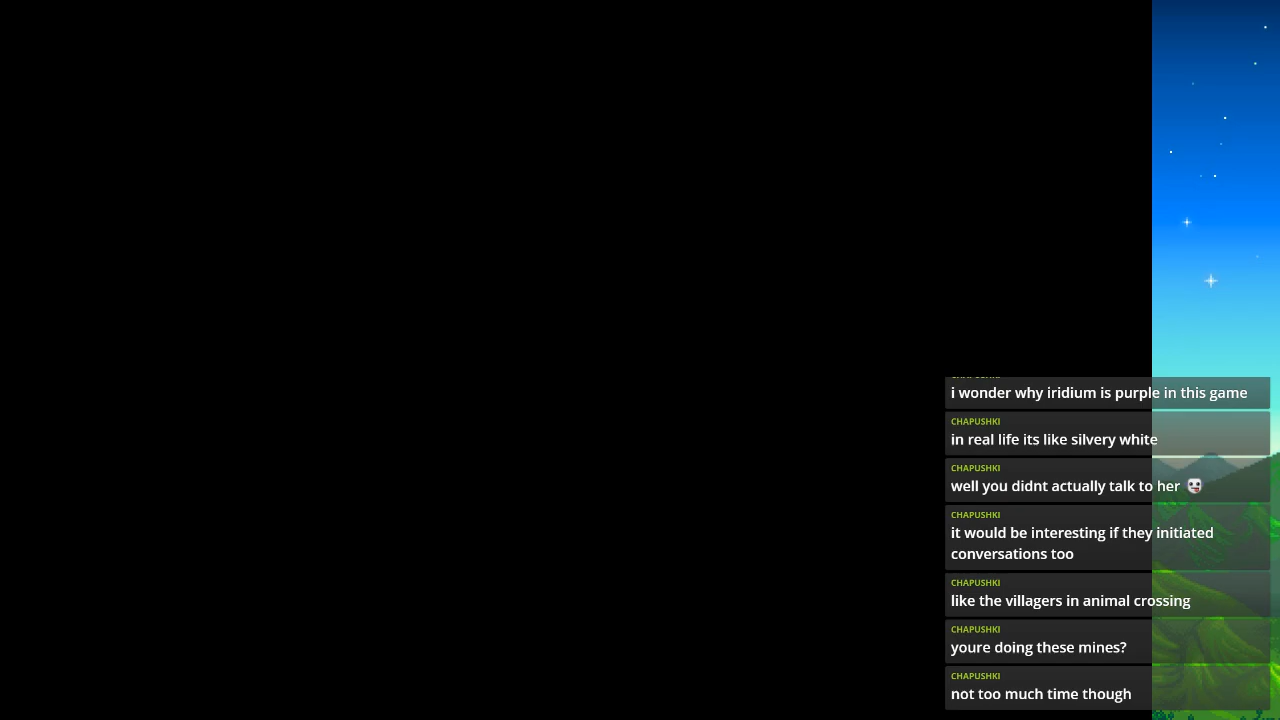 i wonder why iridium is purple in this game
CHAPUSHKI
in real life its like silvery white
CHAPUSHKI
well you didnt actually talk to her
CHAPUSHKI
it would be interesting if they initiated
conversations too
CHAPUSHKI
like the villagers in animal crossing
CHAPUSHKI
youre doing these mines?
CHAPUSHKI
not too much time though